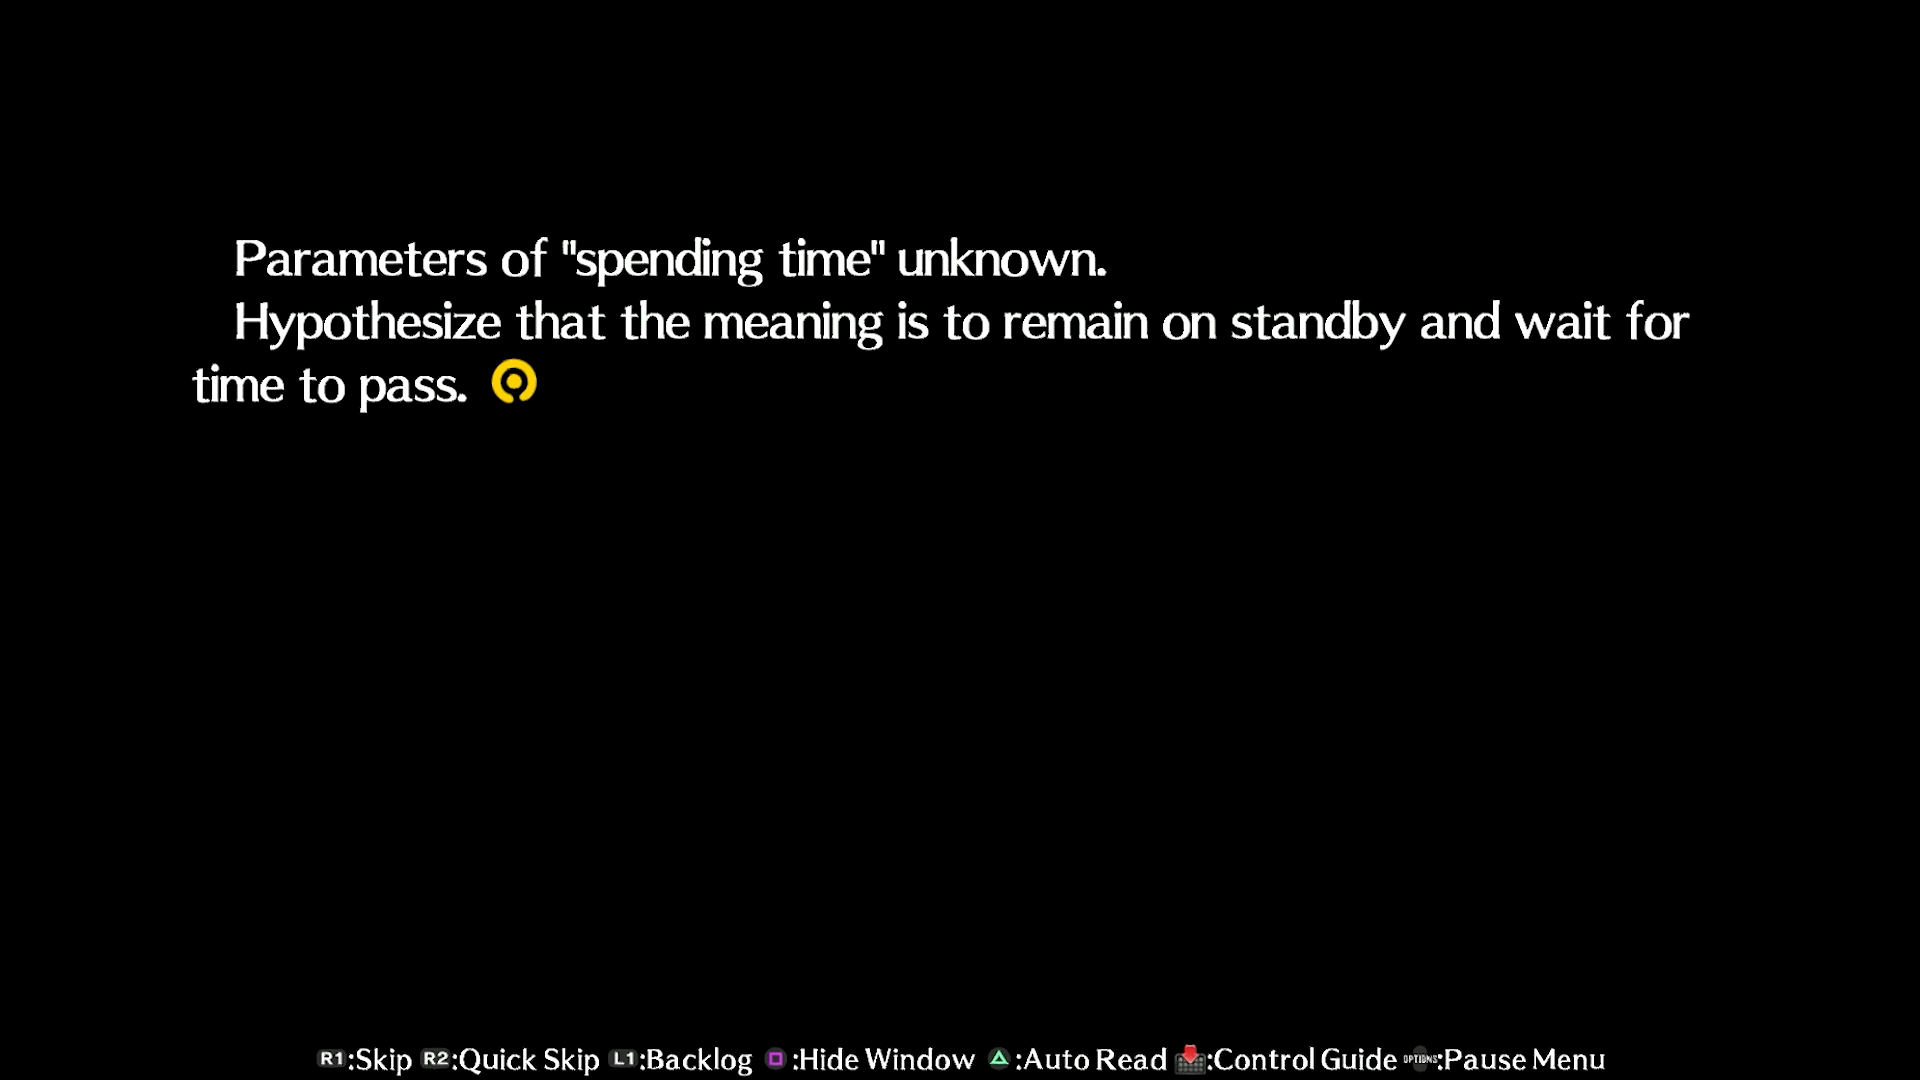 Parameters of "spending time" unknown.
Hypothesize that the meaning is to remain on standby and wait for
time to pass.
R1:Skip R2:Quick Skip L1:Backlog :Hide Window :Auto Read :Control Guide OPTIONS:Pause Menu